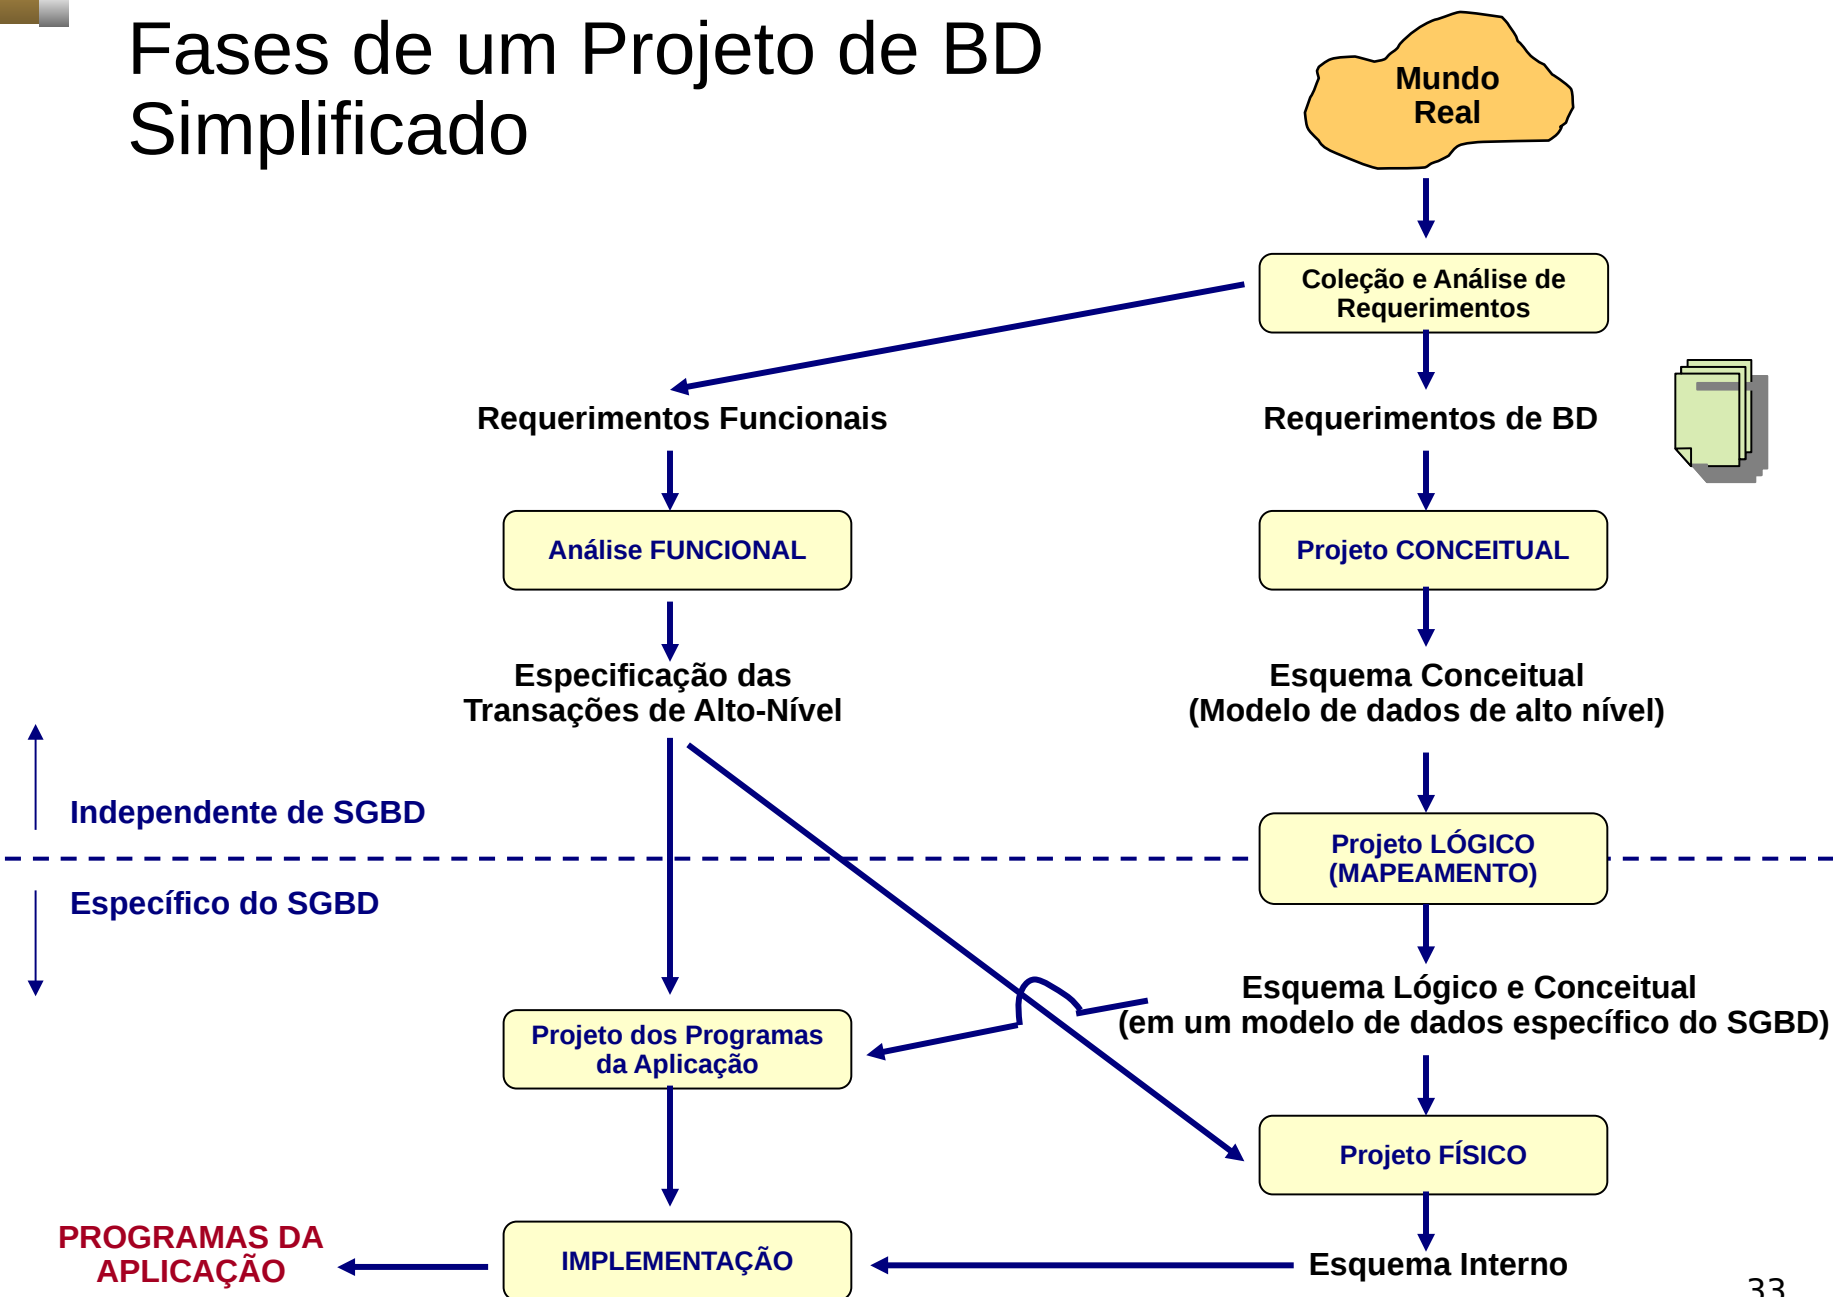 Fases de um Projeto de BD
Simplificado
Mundo
Real
Coleção e Análise de
Requerimentos
Requerimentos Funcionais
Requerimentos de BD
Análise FUNCIONAL
Projeto CONCEITUAL
Especificação das
Transações de Alto-Nível
Esquema Conceitual
(Modelo de dados de alto nível)
Independente de SGBD
Projeto LÓGICO
(MAPEAMENTO)
Específico do SGBD
Esquema Lógico e Conceitual
(em um modelo de dados específico do SGBD)
Projeto dos Programas
da Aplicação
Projeto FÍSICO
PROGRAMAS DA
APLICAÇÃO
IMPLEMENTAÇÃO
Esquema Interno
33